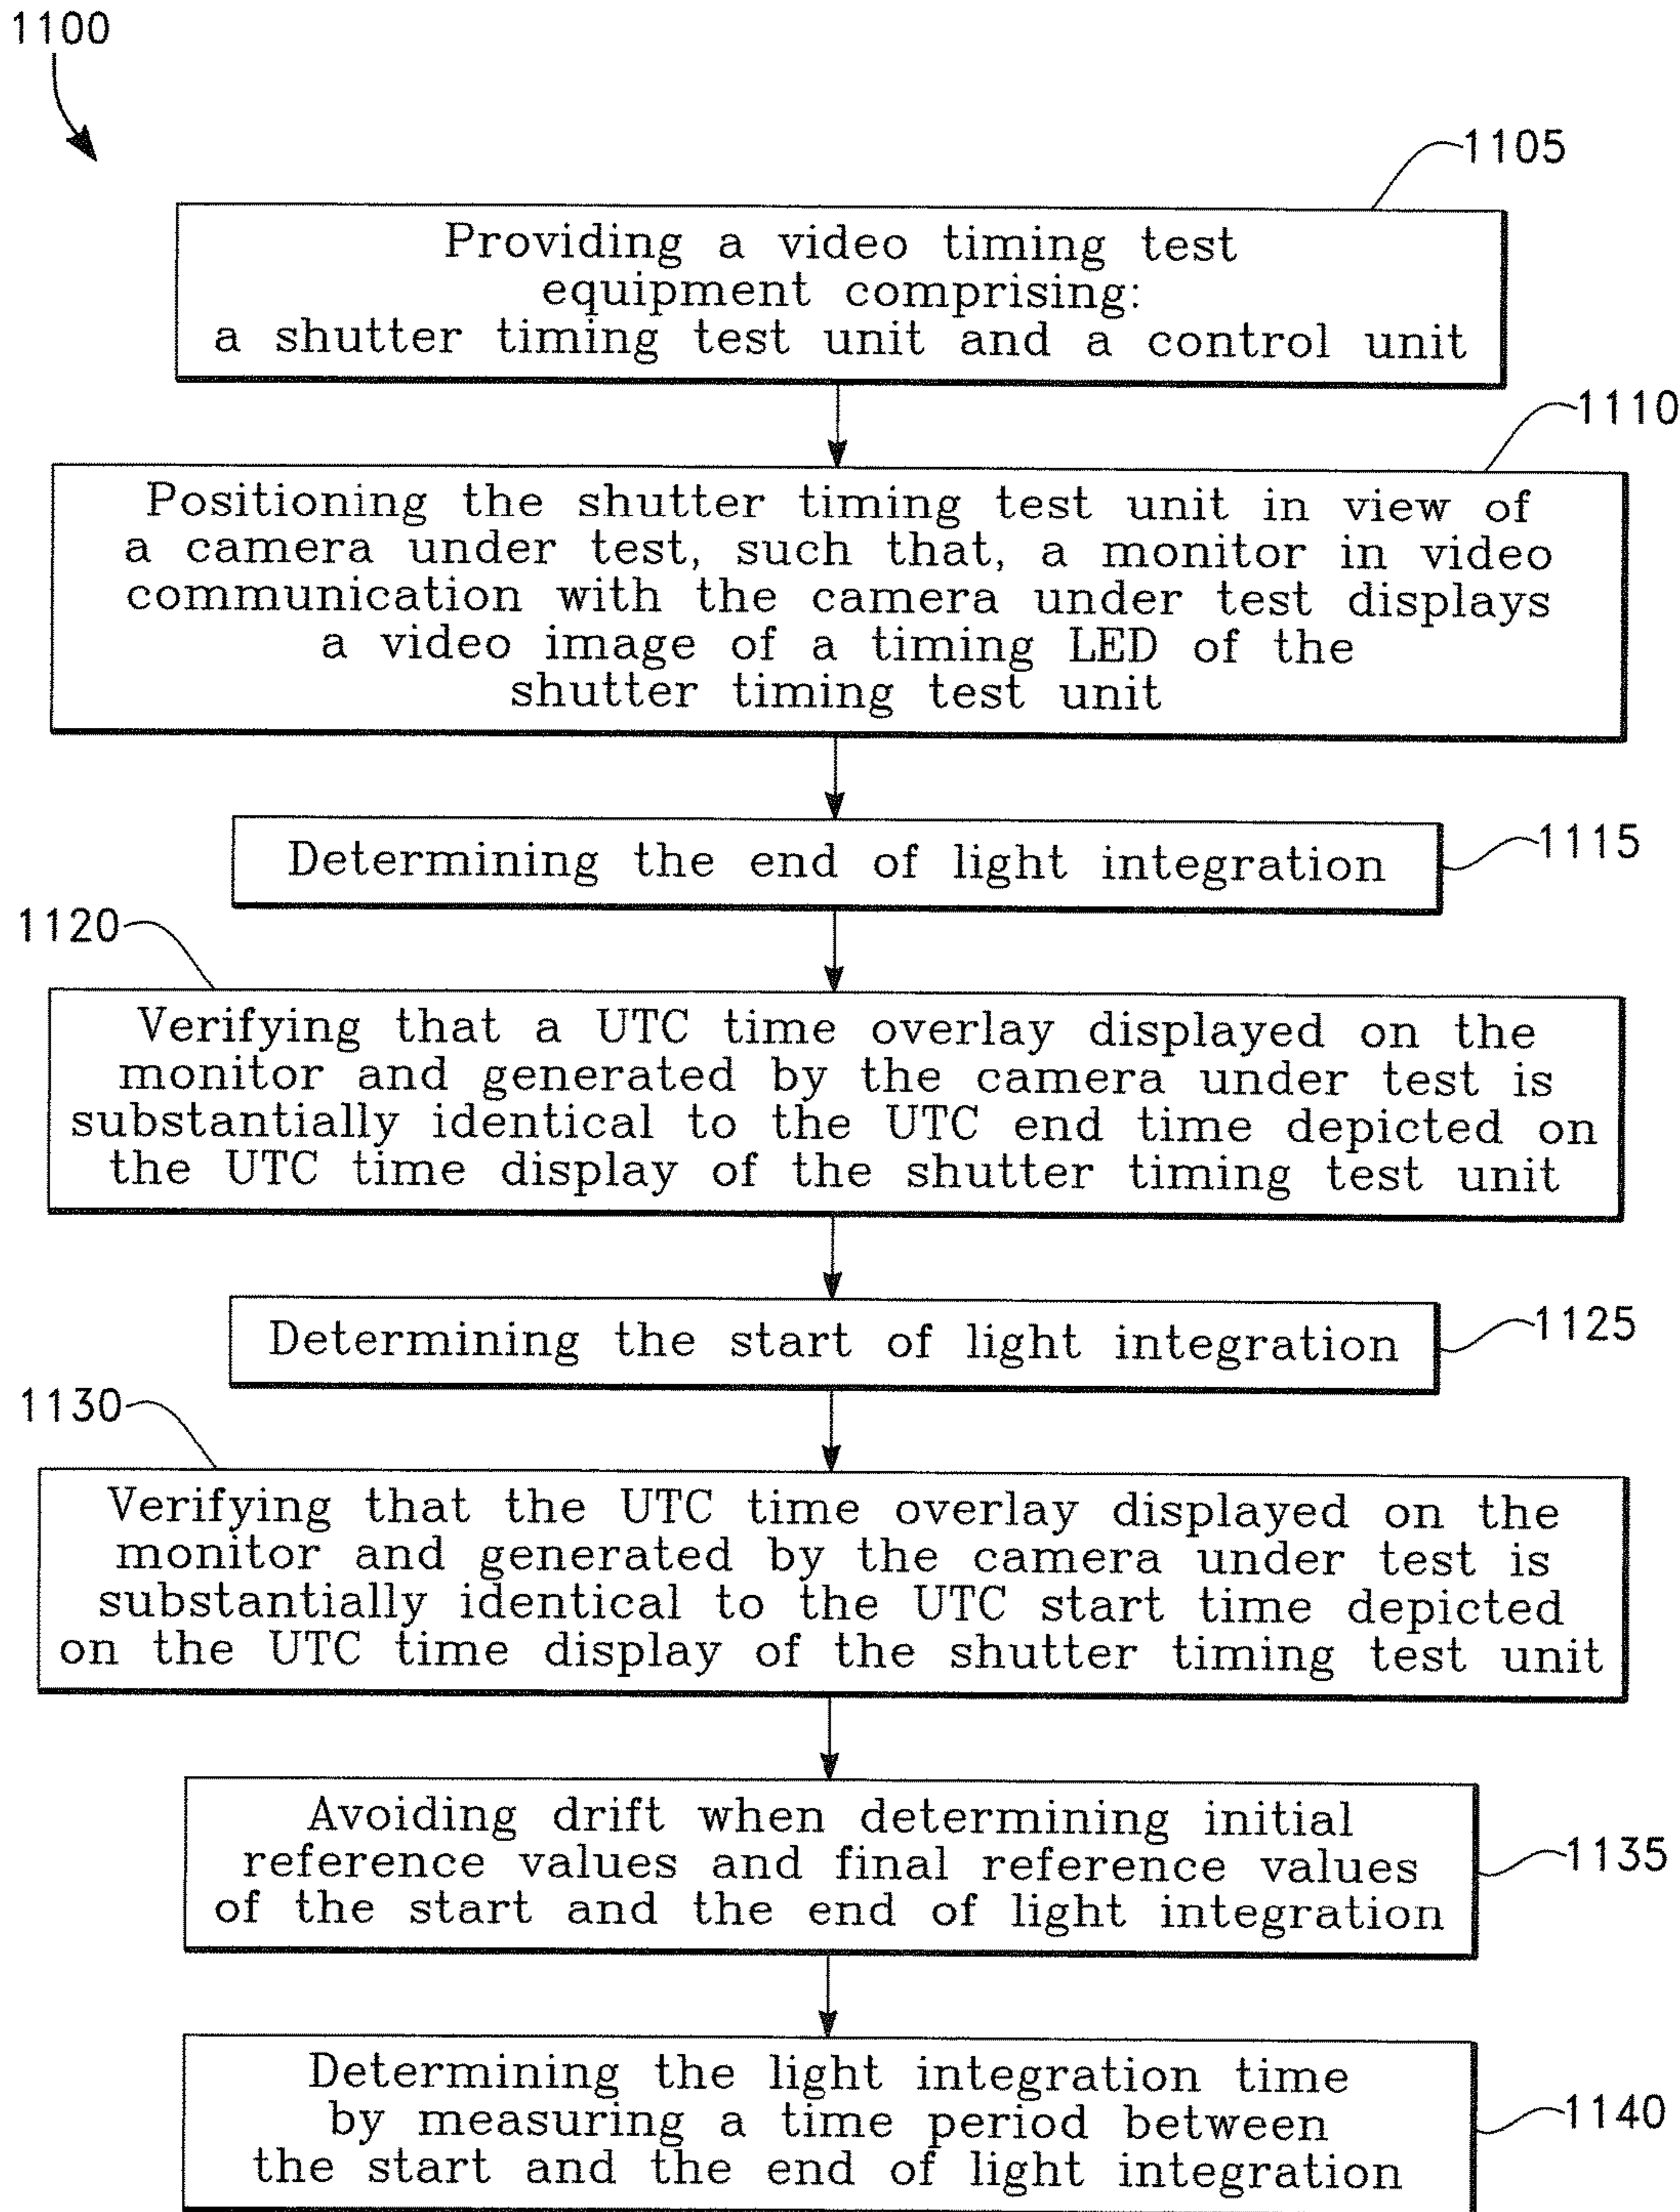 1100
1105
Providing a video timing test
equipment comprising:
a shutter timing test unit and a control unit
1110
Positioning the shutter timing test unit in view of
a camera under test, such that, a monitor in video
communication with the camera under test displays
a video image of a timing LED of the
shutter timing test unit
Determining the end of light integration
1115
1120
Verifying that a UTC time overlay displayed on the
monitor and generated by the camera under test is
substantially identical to the UTC end time depicted on
the UTC time display of the shutter timing test unit
Determining the start of light integration
1125
1130
Verifying that the UTC time overlay displayed on the
monitor and generated by the camera under test is
substantially identical to the UTC start time depicted
on the UTC time display of the shutter timing test unit
Avoiding drift when determining initial
reference values and final reference values
of the start and the end of light integration
1135
Determining the light integration time
by measuring a time period between
the start and the end of light integration
1140